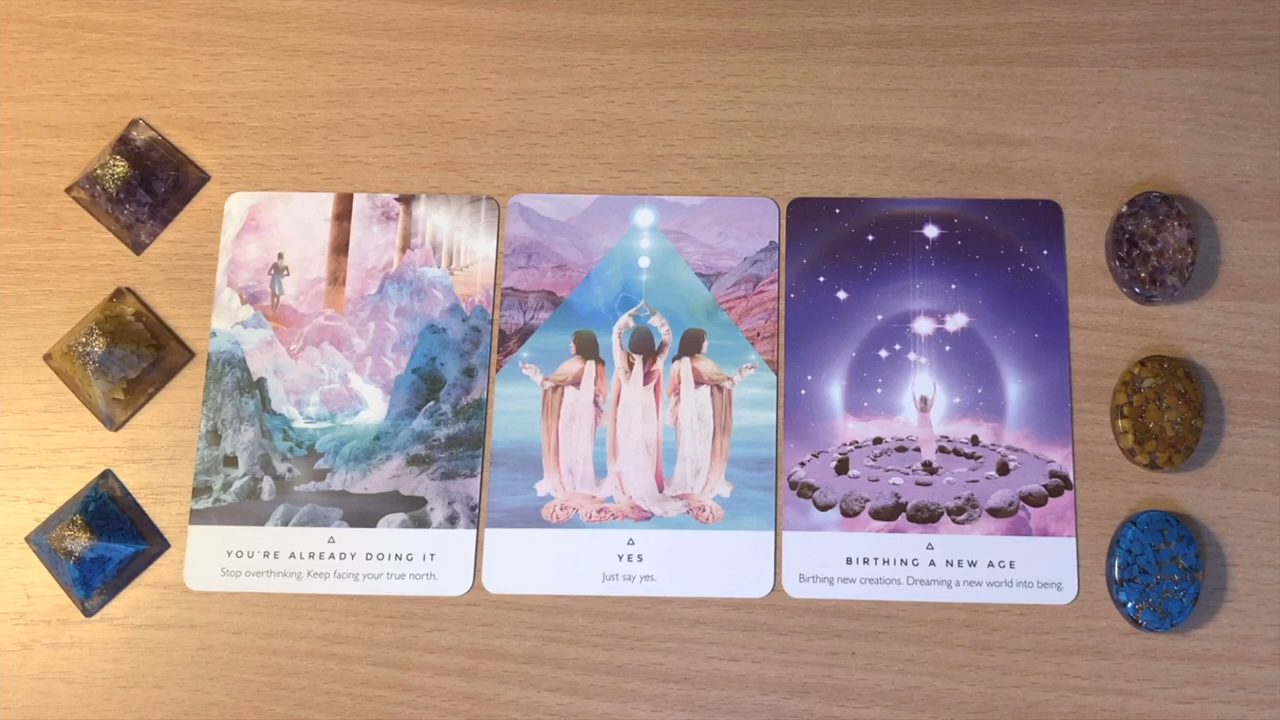 YOU'RE ALREADY DOING IT
Stop overthinking. Keep facing your true north.
YES
Just say yes.
BIRTHING A NEW AGE
Birthing new creations. Dreaming a new world into being.